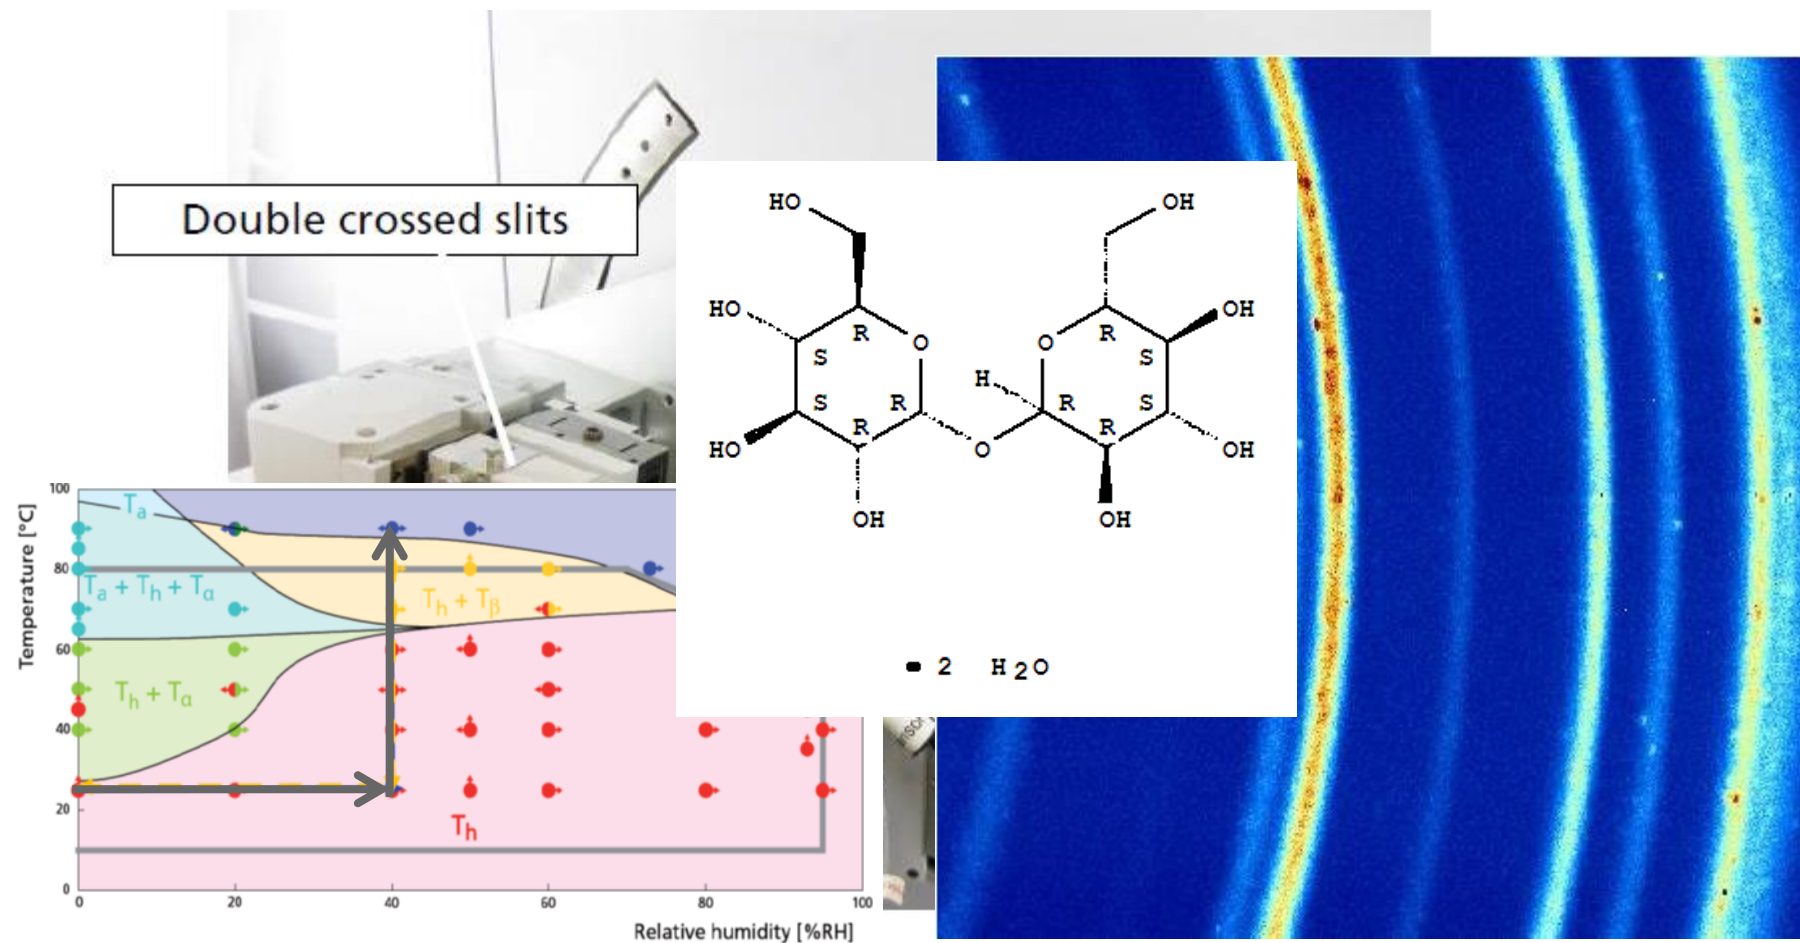 Double crossed slits
HO
OH
HO
R
O
O
R
OH
S
S
H
S
R
R
S
HO
R
O
R
OH
OH
OH
2 H2O
Temperature [°C]
100
80
60
40
20
0
Ta
Ta + Th + Tα
Th + Tβ
Th + Tα
Th
0
20
40
60
80
100
Relative humidity [%RH]